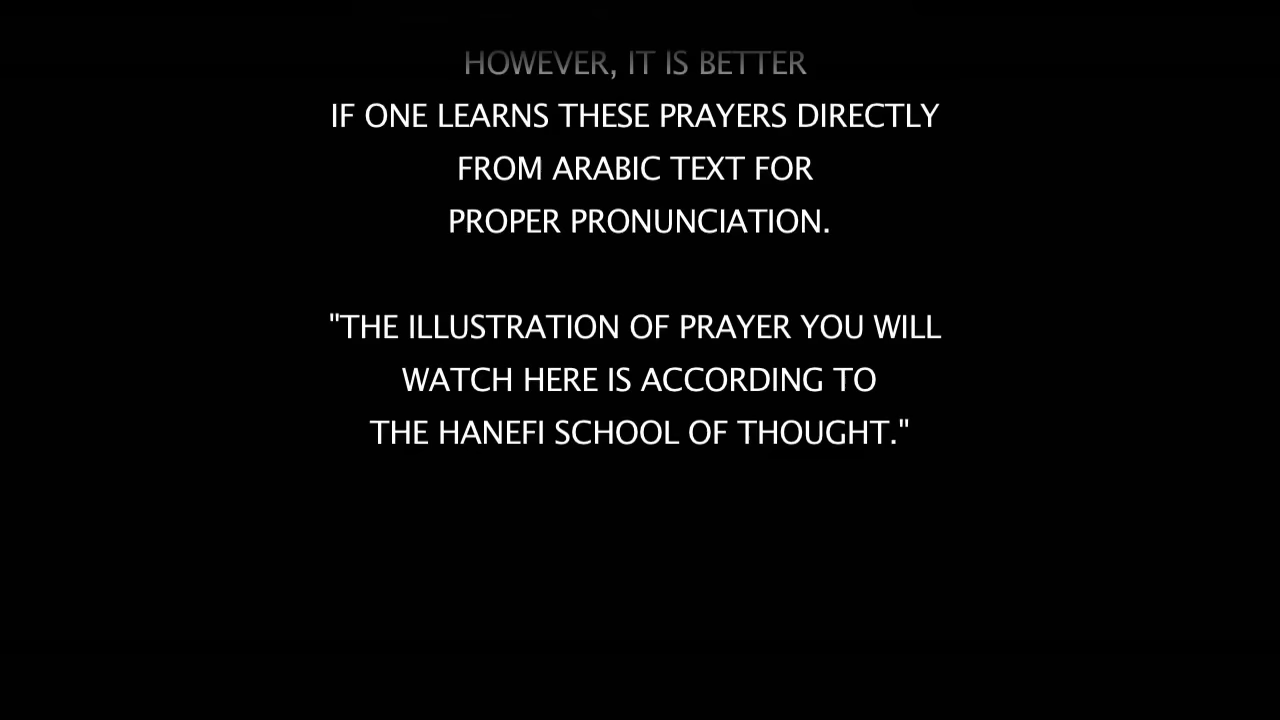 HOWEVER, IT IS BETTER
IF ONE LEARNS THESE PRAYERS DIRECTLY
FROM ARABIC TEXT FOR
PROPER PRONUNCIATION.
"THE ILLUSTRATION OF PRAYER YOU WILL
WATCH HERE IS ACCORDING TO
THE HANEFI SCHOOL OF THOUGHT."